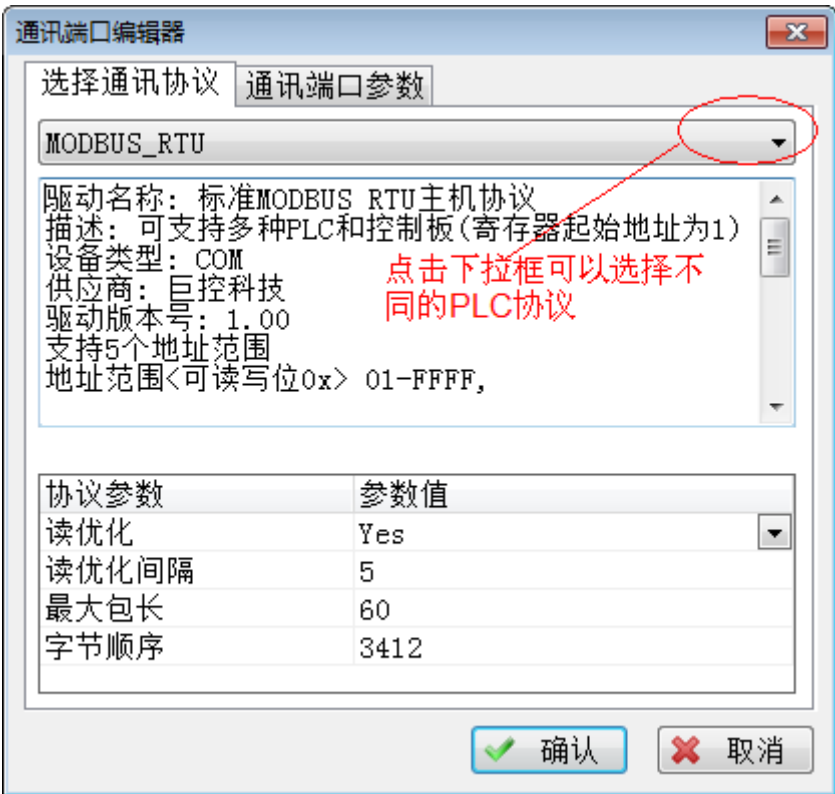 通讯端口编辑器
选择通讯协议 通讯端口参数
MODBUS_RTU
驱动名称: 标准MODBUS RTU主机协议
描述: 可支持多种PLC和控制板(寄存器起始地址为1)
设备类型: COM
供应商: 巨控科技
驱动版本号: 1.00
支持5个地址范围
地址范围<可读写位0x> 01-FFFF,
点击下拉框可以选择不
同的PLC协议
协议参数 参数值
读优化 Yes
读优化间隔 5
最大包长 60
字节顺序 3412
确认 取消